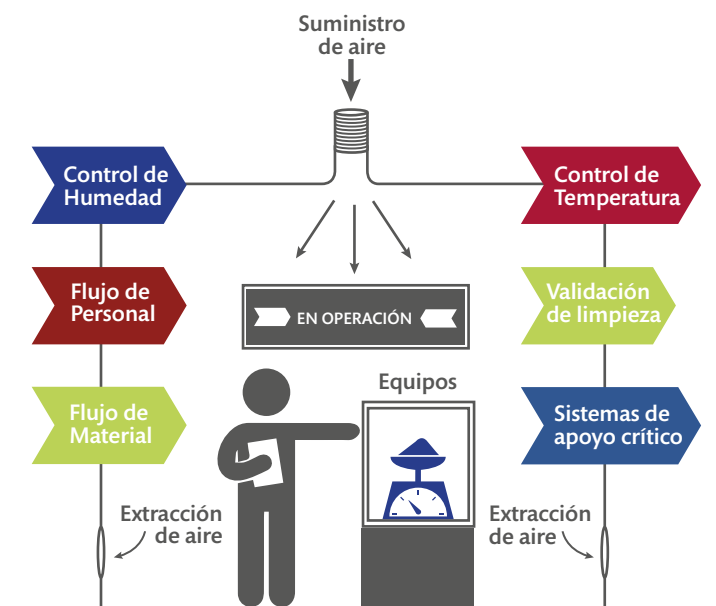 Suministro
de aire
Control de
Humedad
Control de
Temperatura
Flujo de
Personal
EN OPERACIÓN
Validación
de limpieza
Flujo de
Material
Equipos
Sistemas de
apoyo crítico
Extracción
de aire
Extracción
de aire